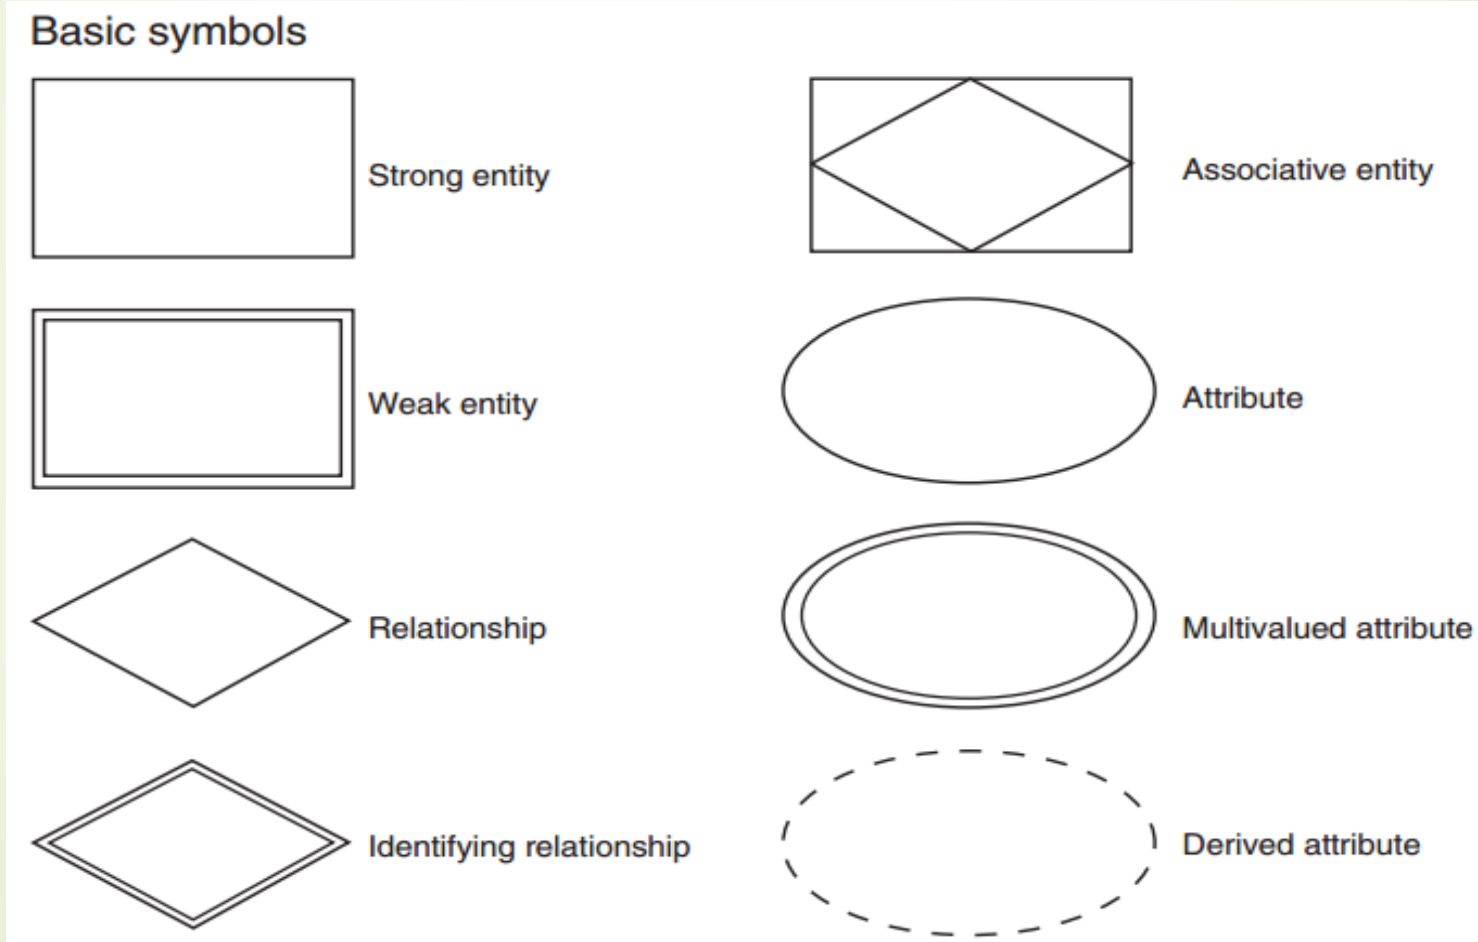 Basic symbols
Strong entity
Associative entity
Weak entity
Attribute
Relationship
Multivalued attribute
Identifying relationship
Derived attribute